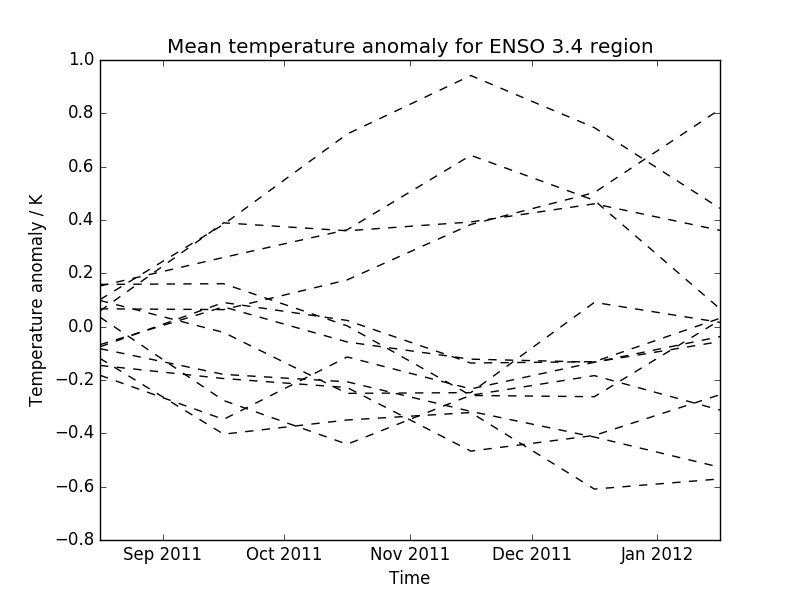 Mean temperature anomaly for ENSO 3.4 region
1.0
0.8
0.6
0.4
0.2
0.0
−0.2
−0.4
−0.6
−0.8
Temperature anomaly / K
Sep 2011 Oct 2011 Nov 2011 Dec 2011 Jan 2012
Time